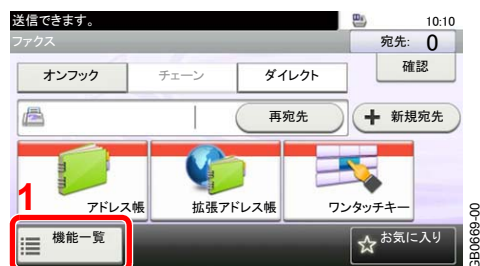 送信できます。 10:10
ファクス 宛先: 0
オンフック チェーン ダイレクト 確認
再宛先 + 新規宛先
アドレス帳 拡張アドレス帳 ワンタッチキー
1
機能一覧 お気に入り
GB0669-00